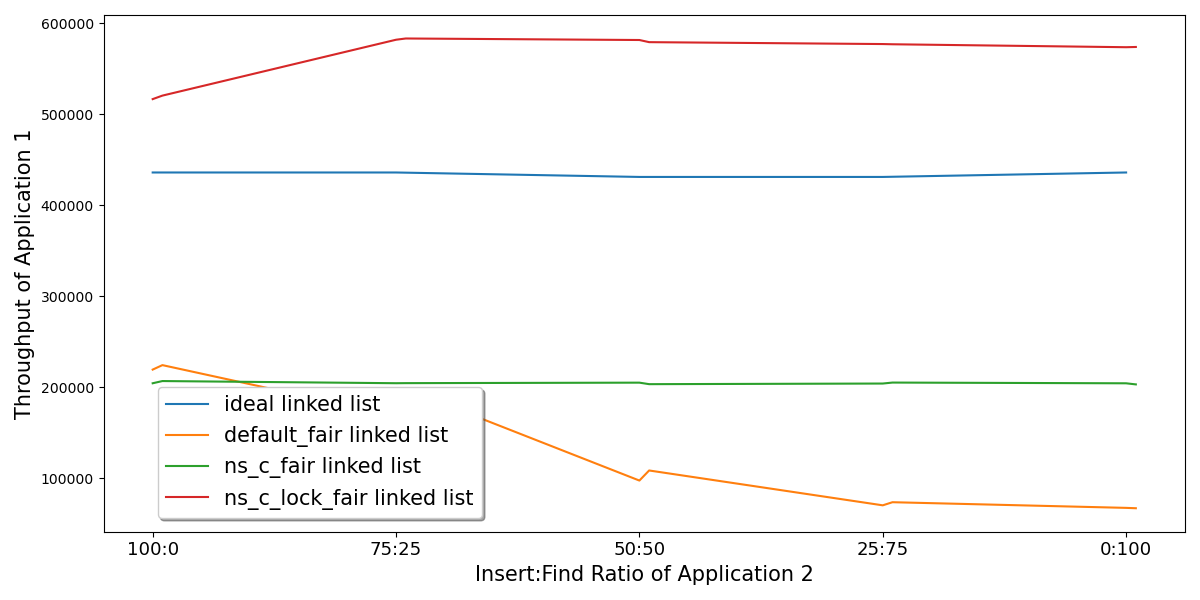 600000
500000
400000
300000
200000
100000
Throughput of Application 1
ideal linked list
default_fair linked list
ns_c_fair linked list
ns_c_lock_fair linked list
100:0 75:25 50:50 25:75 0:100
Insert:Find Ratio of Application 2